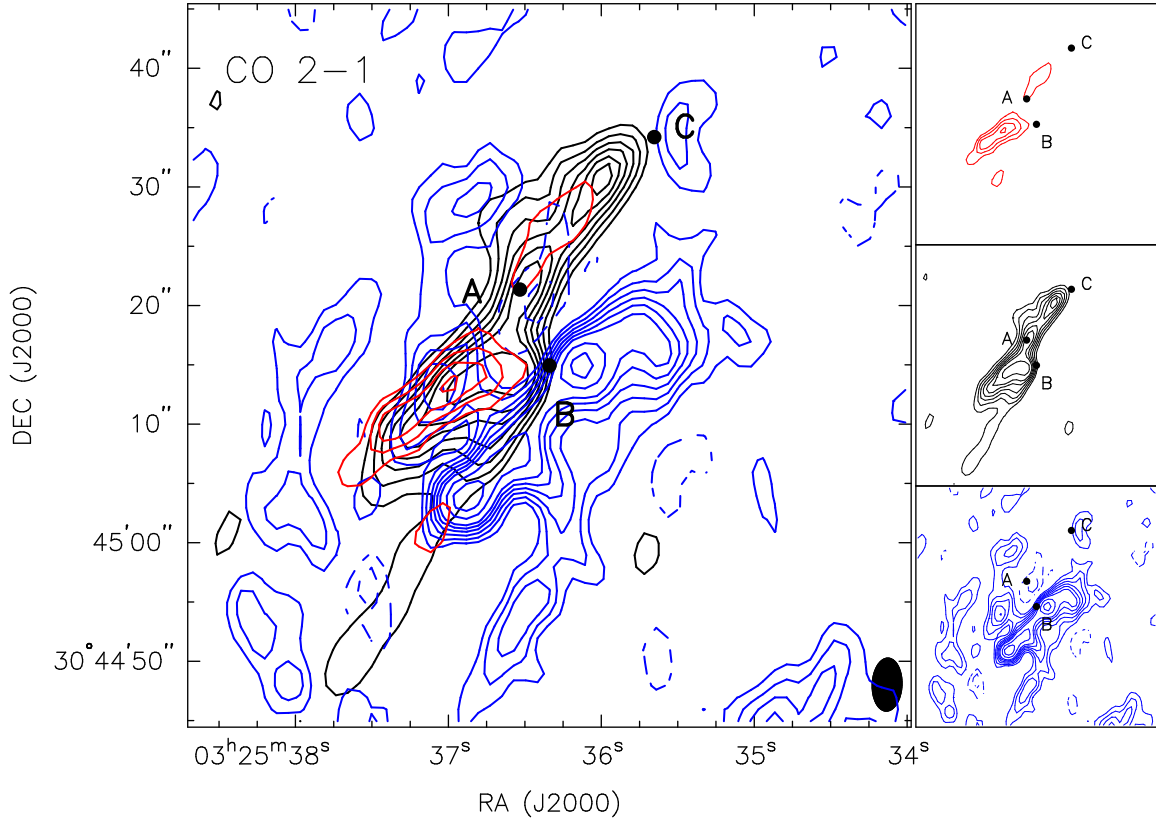 CO 2−1
40″
30″
20″
10″
45′00″
30°44′50″
DEC (J2000)
A
B
C
03ʰ25ᵐ38ˢ
37ˢ
36ˢ
35ˢ
34ˢ
RA (J2000)
C
A
B
C
A
B
C
A
B